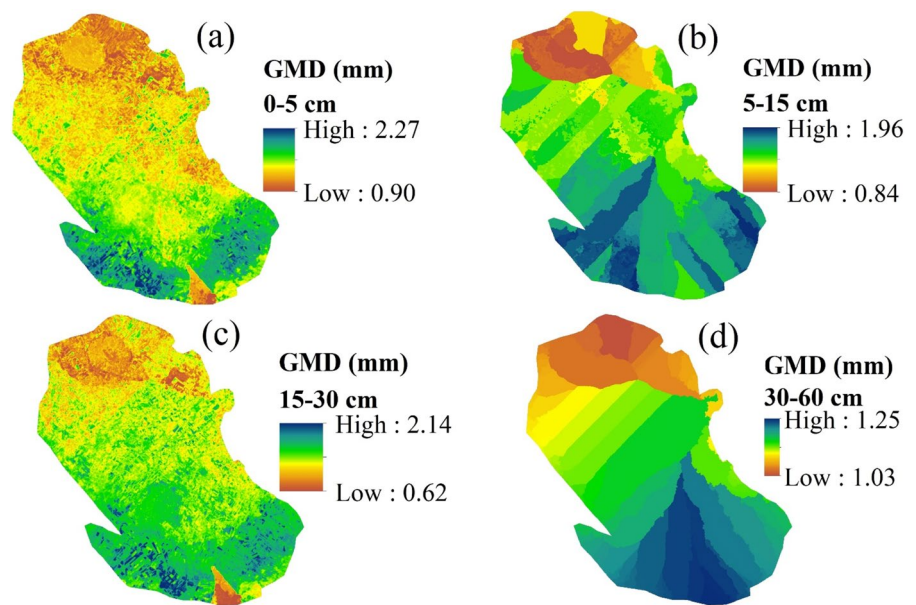 (a)
GMD (mm)
0-5 cm
High : 2.27
Low : 0.90
(b)
GMD (mm)
5-15 cm
High : 1.96
Low : 0.84
(c)
GMD (mm)
15-30 cm
High : 2.14
Low : 0.62
(d)
GMD (mm)
30-60 cm
High : 1.25
Low : 1.03